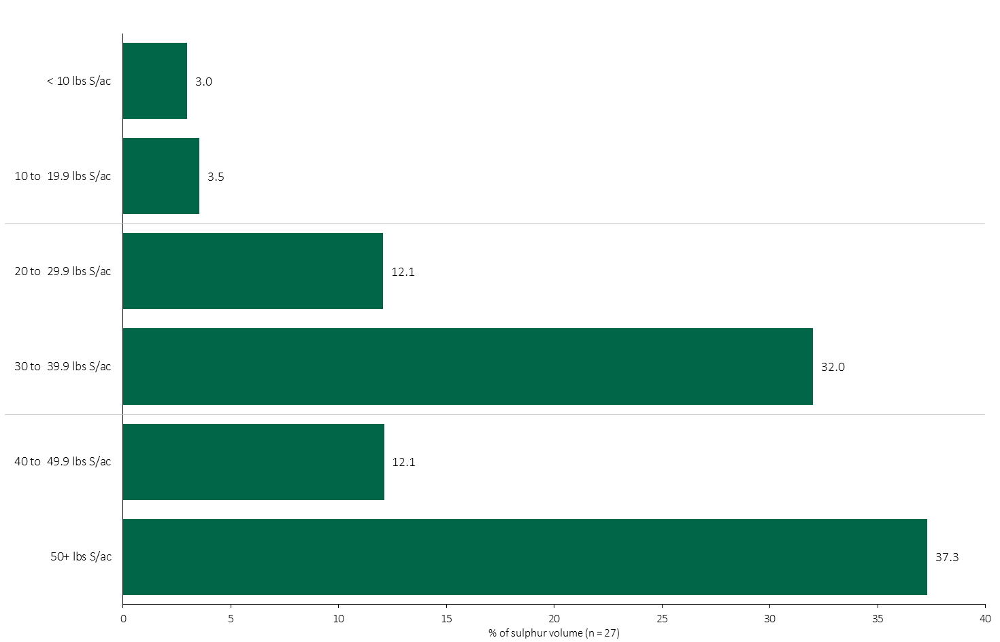 < 10 lbs S/ac 3.0
10 to 19.9 lbs S/ac 3.5
20 to 29.9 lbs S/ac 12.1
30 to 39.9 lbs S/ac 32.0
40 to 49.9 lbs S/ac 12.1
50+ lbs S/ac 37.3
0 5 10 15 20 25 30 35 40
% of sulphur volume (n = 27)